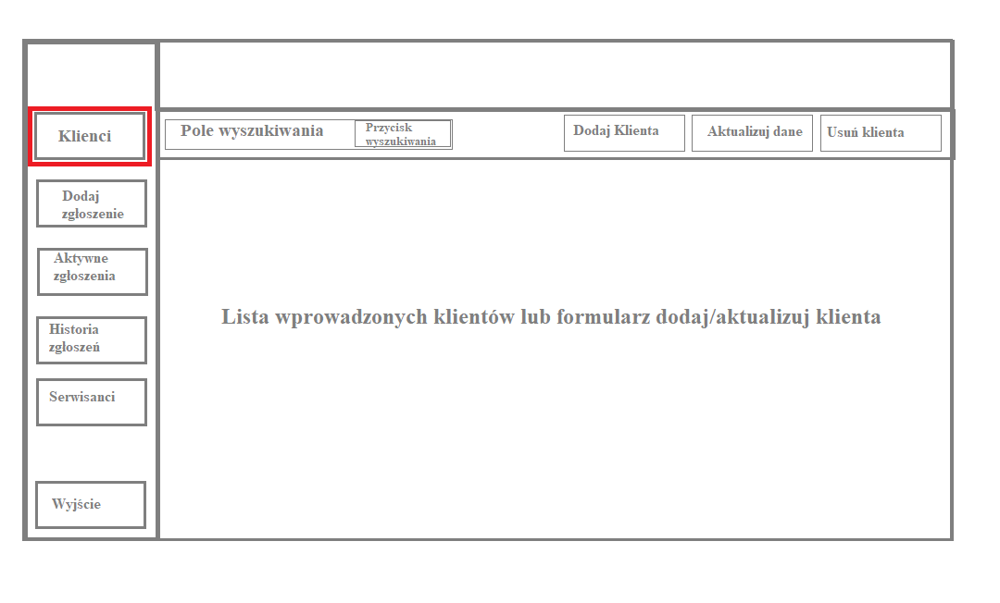 Klienci
Pole wyszukiwania
Przycisk
wyszukiwania
Dodaj Klienta
Aktualizuj dane
Usuń klienta
Dodaj
zgłoszenie
Aktywne
zgłoszenia
Historia
zgłoszeń
Serwisanci
Wyjście
Lista wprowadzonych klientów lub formularz dodaj/aktualizuj klienta